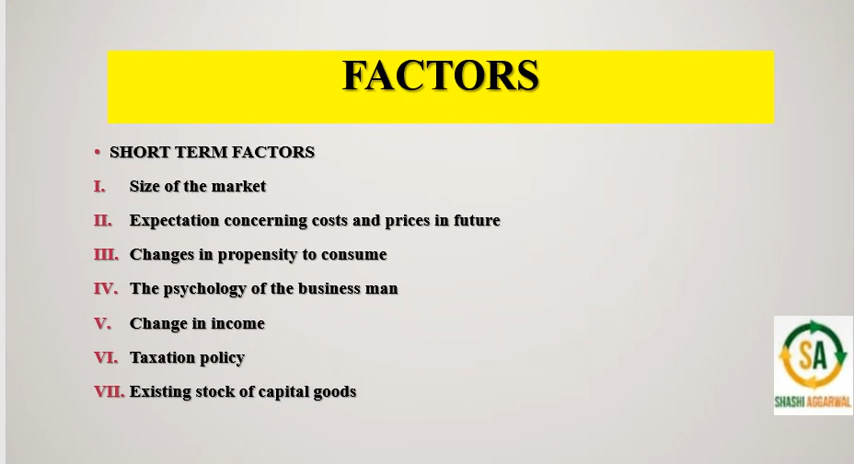 FACTORS
• SHORT TERM FACTORS
I. Size of the market
II. Expectation concerning costs and prices in future
III. Changes in propensity to consume
IV. The psychology of the business man
V. Change in income
VI. Taxation policy
VII. Existing stock of capital goods
SA
SHASHI AGGARWAL